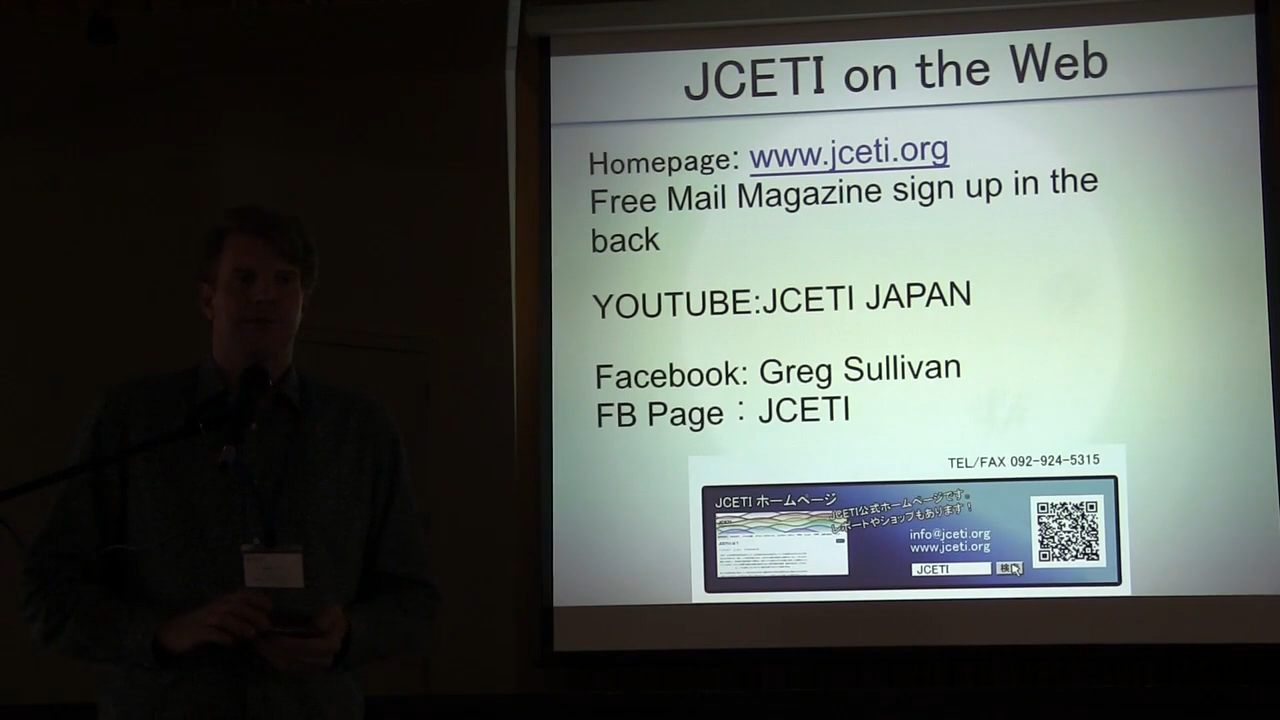 JCETI on the Web
Homepage: www.jceti.org
Free Mail Magazine sign up in the
back
YOUTUBE:JCETI JAPAN
Facebook: Greg Sullivan
FB Page：JCETI
TEL/FAX 092-924-5315
JCETI ホームページ
JCETI公式ホームページです。
レポートやショップもあります！
info@jceti.org
www.jceti.org
JCETI